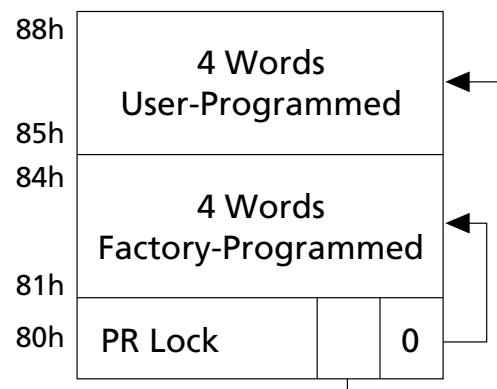 88h
4 Words
User-Programmed
85h
84h
4 Words
Factory-Programmed
81h
80h PR Lock 0